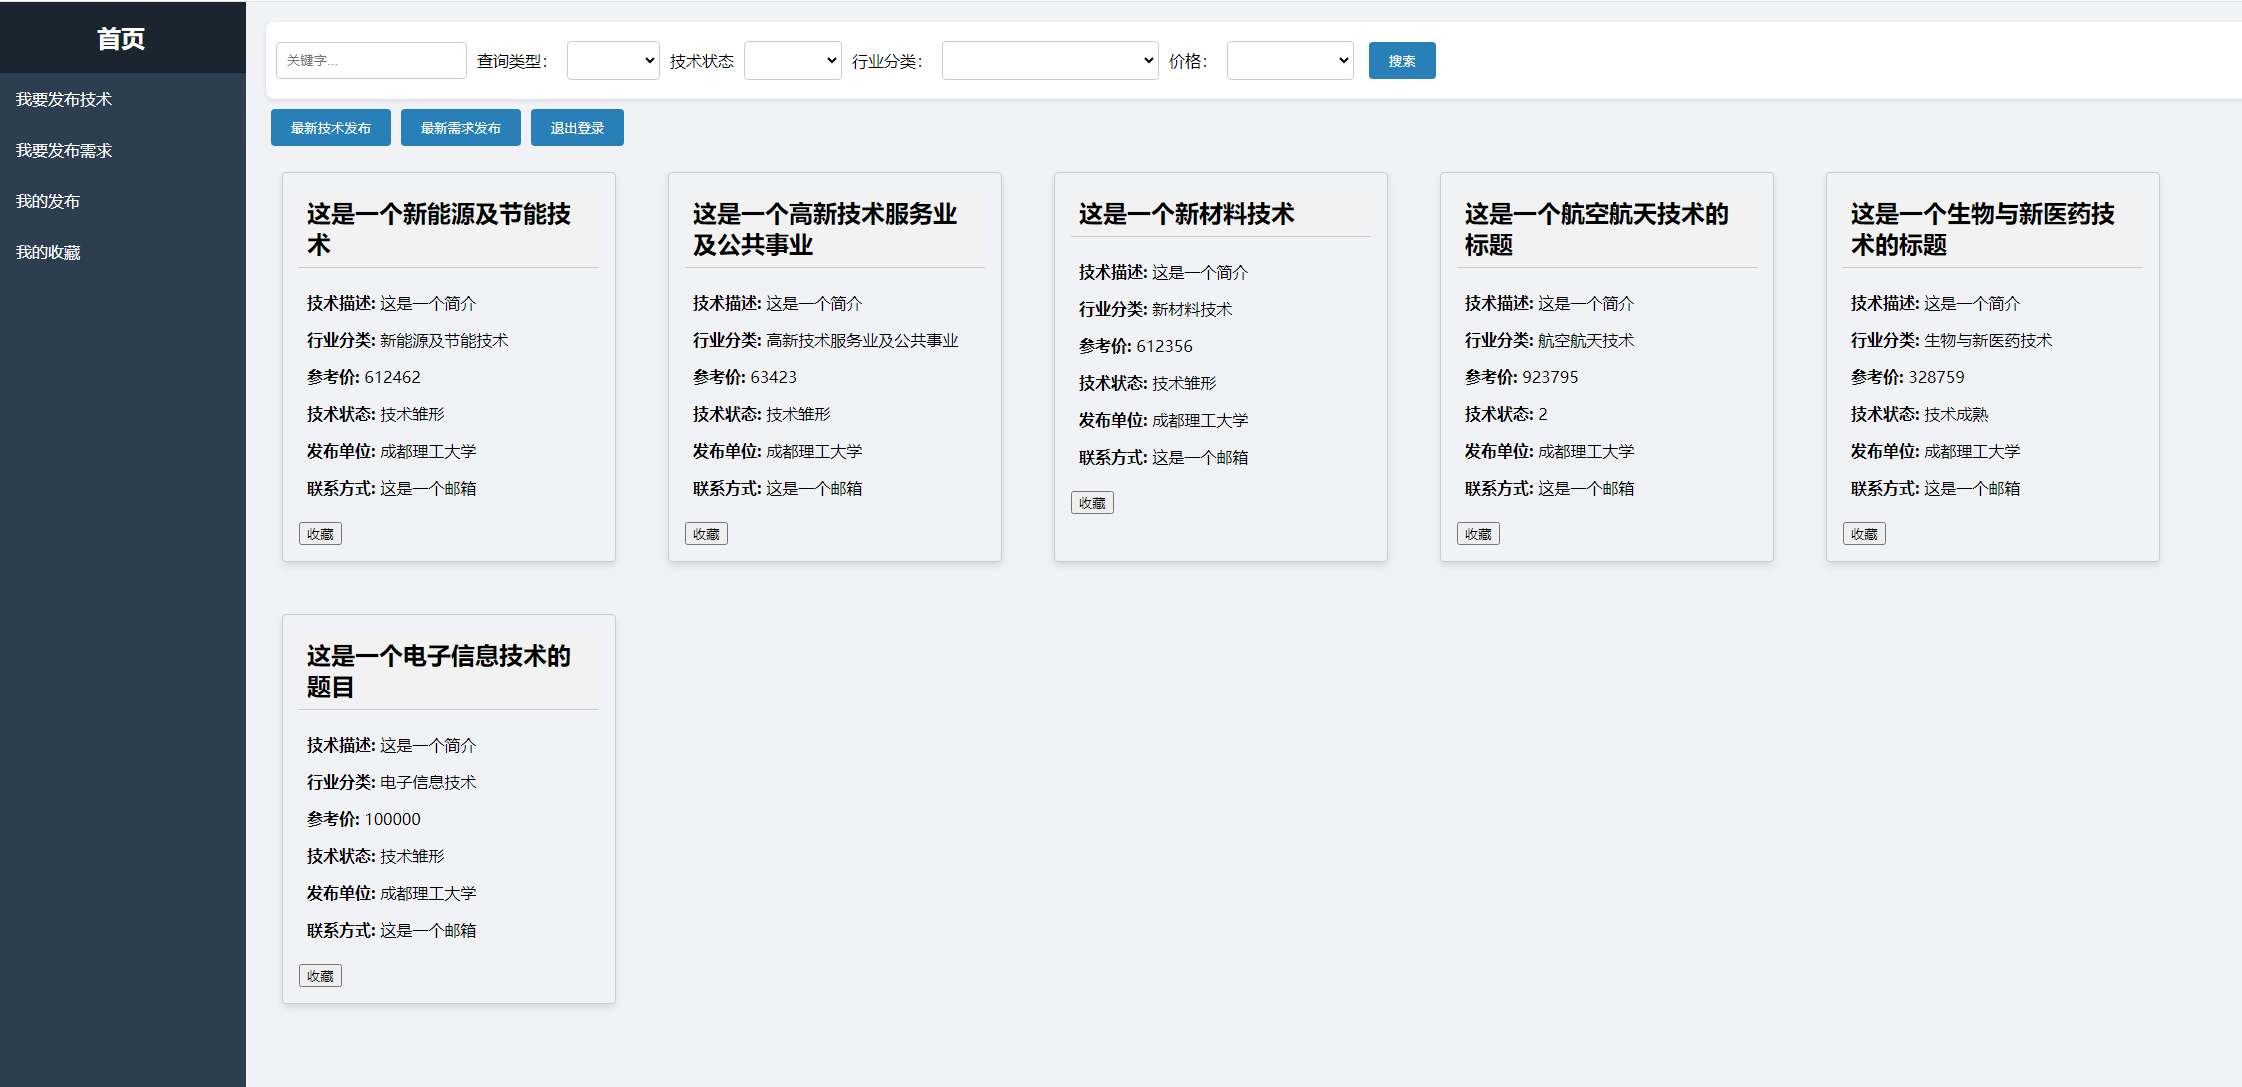 首页
我要发布技术
我要发布需求
我的发布
我的收藏
关键字... 查询类型： 技术状态 行业分类： 价格： 搜索
最新技术发布 最新需求发布 退出登录
这是一个新能源及节能技
术
技术描述: 这是一个简介
行业分类: 新能源及节能技术
参考价: 612462
技术状态: 技术雏形
发布单位: 成都理工大学
联系方式: 这是一个邮箱
收藏
这是一个高新技术服务业
及公共事业
技术描述: 这是一个简介
行业分类: 高新技术服务业及公共事业
参考价: 63423
技术状态: 技术雏形
发布单位: 成都理工大学
联系方式: 这是一个邮箱
收藏
这是一个新材料技术
技术描述: 这是一个简介
行业分类: 新材料技术
参考价: 612356
技术状态: 技术雏形
发布单位: 成都理工大学
联系方式: 这是一个邮箱
收藏
这是一个航空航天技术的
标题
技术描述: 这是一个简介
行业分类: 航空航天技术
参考价: 923795
技术状态: 2
发布单位: 成都理工大学
联系方式: 这是一个邮箱
收藏
这是一个生物与新医药技
术的标题
技术描述: 这是一个简介
行业分类: 生物与新医药技术
参考价: 328759
技术状态: 技术成熟
发布单位: 成都理工大学
联系方式: 这是一个邮箱
收藏
这是一个电子信息技术的
题目
技术描述: 这是一个简介
行业分类: 电子信息技术
参考价: 100000
技术状态: 技术雏形
发布单位: 成都理工大学
联系方式: 这是一个邮箱
收藏